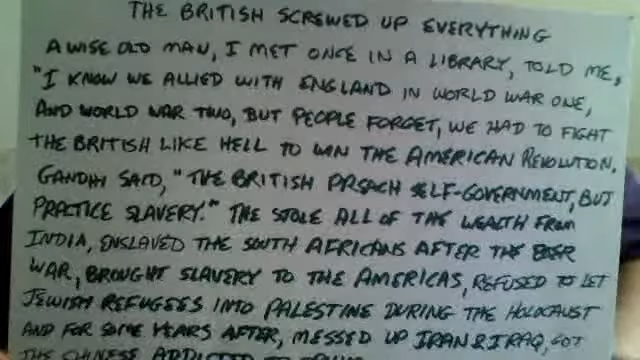 THE BRITISH SCREWED UP EVERYTHING
A WISE OLD MAN, I MET ONCE IN A LIBRARY, TOLD ME,
"I KNOW WE ALLIED WITH ENGLAND IN WORLD WAR ONE,
AND WORLD WAR TWO, BUT PEOPLE FORGET, WE HAD TO FIGHT
THE BRITISH LIKE HELL TO WIN THE AMERICAN REVOLUTION.
GANDHI SAID, "THE BRITISH PREACH SELF-GOVERNMENT, BUT
PRACTICE SLAVERY." THE STOLE ALL OF THE WEALTH FROM
INDIA, ENSLAVED THE SOUTH AFRICANS AFTER THE BOER
WAR, BROUGHT SLAVERY TO THE AMERICAS, REFUSED TO LET
JEWISH REFUGEES INTO PALESTINE DURING THE HOLOCAUST
AND FOR SOME YEARS AFTER, MESSED UP IRAN & IRAQ, GOT
THE CHINESE ADDICTED TO